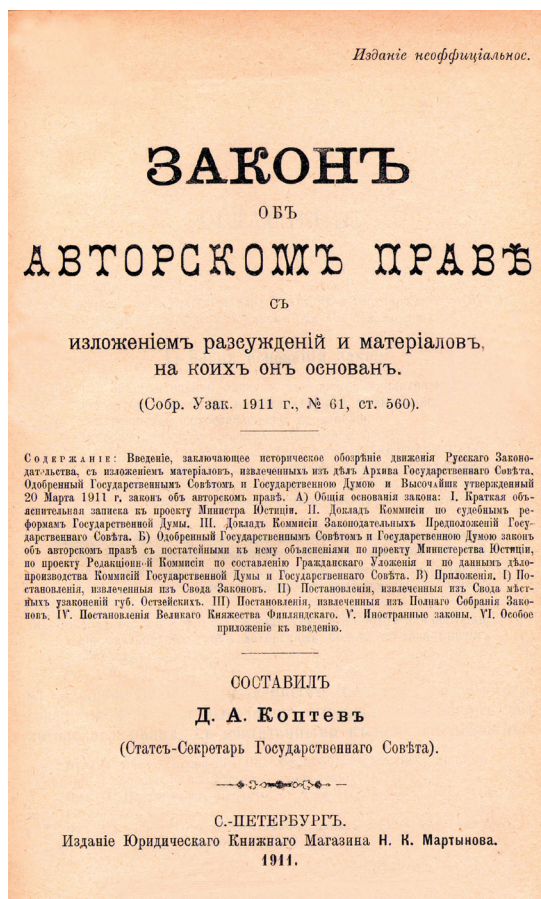 Изданіе неоффиціальное.
ЗАКОНЪ
ОБЪ
АВТОРСКОМЪ ПРАВѢ
СЪ
изложеніемъ разсужденій и матеріаловъ,
на коихъ онъ основанъ.
(Собр. Узак. 1911 г., № 61, ст. 560).
Содержаніе: Введеніе, заключающее историческое обозрѣніе движенія Русскаго Законо-
дательства, съ изложеніемъ матеріаловъ, извлеченныхъ изъ дѣлъ Архива Государственнаго Совѣта,
Одобренный Государственнымъ Совѣтомъ и Государственною Думою и Высочайше утвержденный
20 Марта 1911 г. законъ объ авторскомъ правѣ. А) Общія основанія закона: I. Краткая объ-
яснительная записка къ проекту Министра Юстиціи. II. Докладъ Коммисіи по судебнымъ ре-
формамъ Государственной Думы. III. Докладъ Коммисіи Законодательныхъ Предположеній Госу-
дарственнаго Совѣта. Б) Одобренный Государственнымъ Совѣтомъ и Государственною Думою законъ
объ авторскомъ правѣ съ постатейными къ нему объясненіями по проекту Министерства Юстиціи,
по проекту Редакціонной Коммисіи по составленію Гражданскаго Уложенія и по даннымъ дѣло-
производства Коммисій Государственной Думы и Государственнаго Совѣта. В) Приложенія. I) По-
становленія, извлеченныя изъ Свода Законовъ. II) Постановленія, извлеченныя изъ Свода мѣст-
ныхъ узаконеній губ. Остзейскихъ. III) Постановленія, извлеченныя изъ Полнаго Собранія Зако-
новъ. IV. Постановленія Великаго Княжества Финляндскаго. V. Иностранные законы. VI. Особое
приложеніе къ введенію.
СОСТАВИЛЪ
Д. А. Коптевъ
(Статсъ-Секретарь Государственнаго Совѣта).
С.-ПЕТЕРБУРГЪ.
Изданіе Юридическаго Книжнаго Магазина Н. К. Мартынова.
1911.